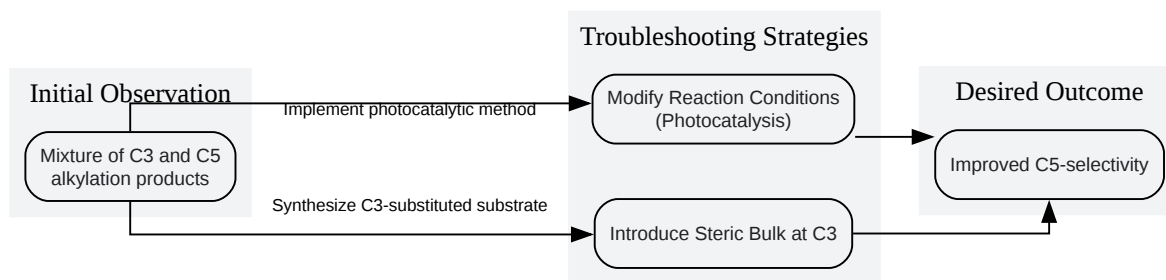 Troubleshooting Strategies
Initial Observation
Desired Outcome
Implement photocatalytic method
Modify Reaction Conditions
(Photocatalysis)
Mixture of C3 and C5
alkylation products
Improved C5-selectivity
Synthesize C3-substituted substrate
Introduce Steric Bulk at C3